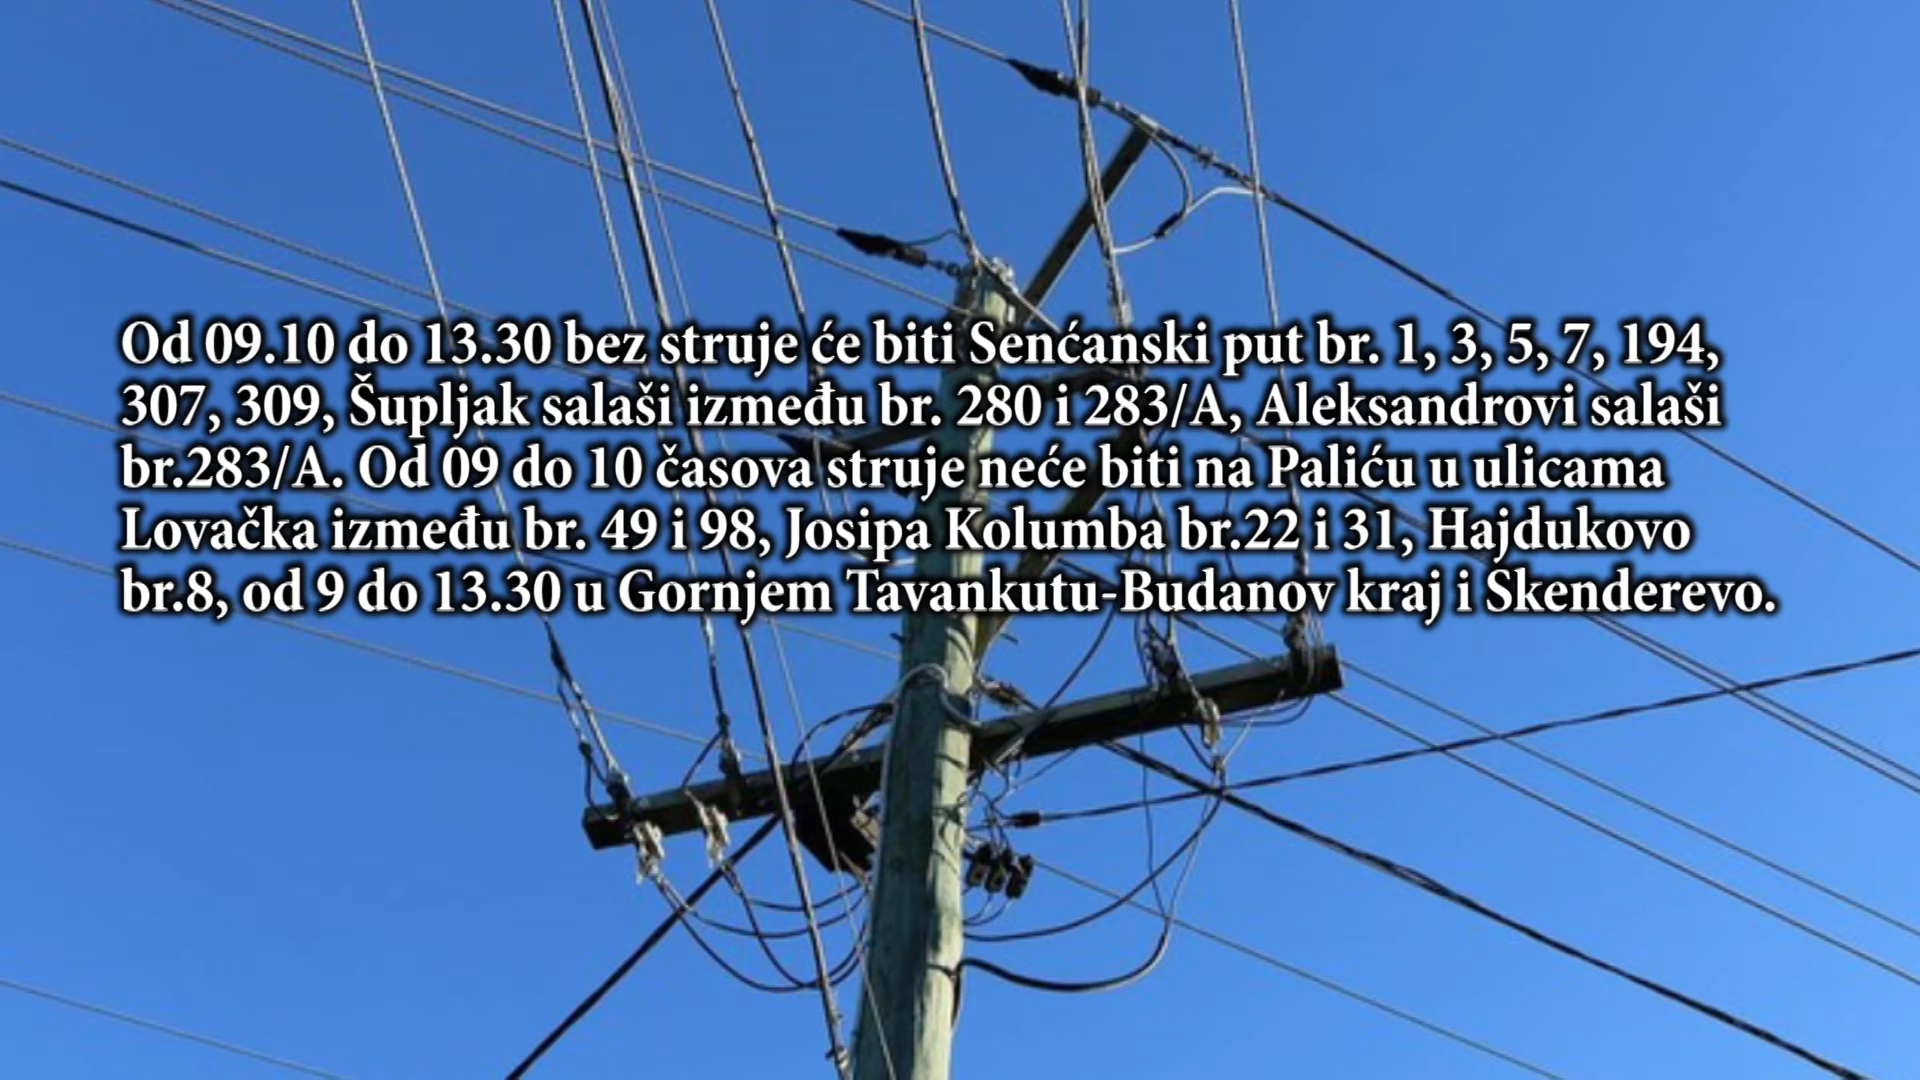 Od 09.10 do 13.30 bez struje će biti Senćanski put br. 1, 3, 5, 7, 194,
307, 309, Šupljak salaši između br. 280 i 283/A, Aleksandrovi salaši
br.283/A. Od 09 do 10 časova struje neće biti na Paliću u ulicama
Lovačka između br. 49 i 98, Josipa Kolumba br.22 i 31, Hajdukovo
br.8, od 9 do 13.30 u Gornjem Tavankutu-Budanov kraj i Skenderevo.